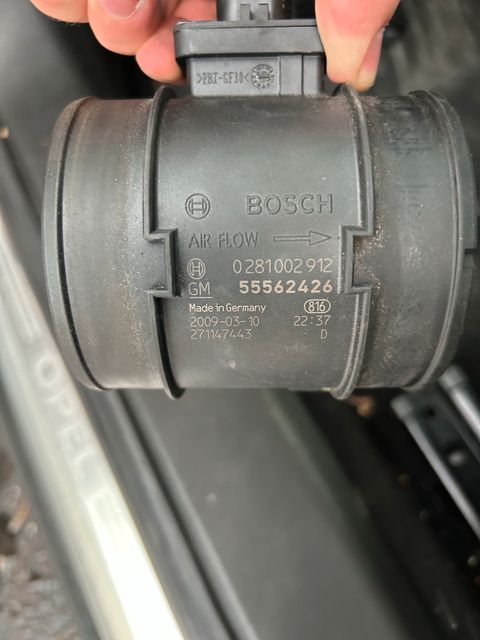 >PBT-GF30<
BOSCH
AIR FLOW
0 281 002 912
GM 55562426
Made in Germany 816
2009-03-10 22:37
271147443 D
OPEL